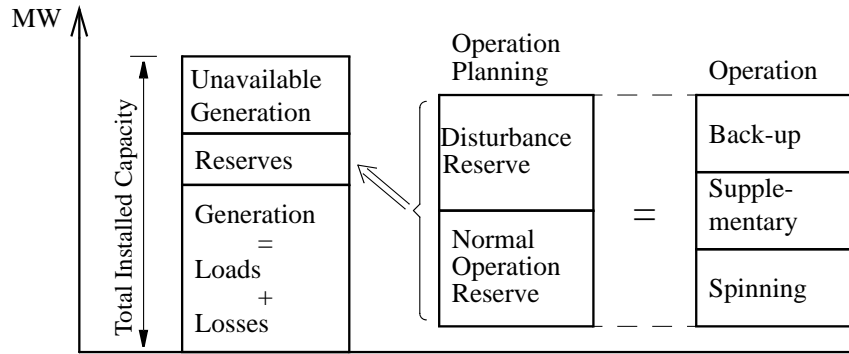 MW
Total Installed Capacity
Unavailable
Generation
Reserves
Generation
=
Loads
+
Losses
Operation
Planning
Disturbance
Reserve
Normal
Operation
Reserve
=
Operation
Back-up
Supple-
mentary
Spinning